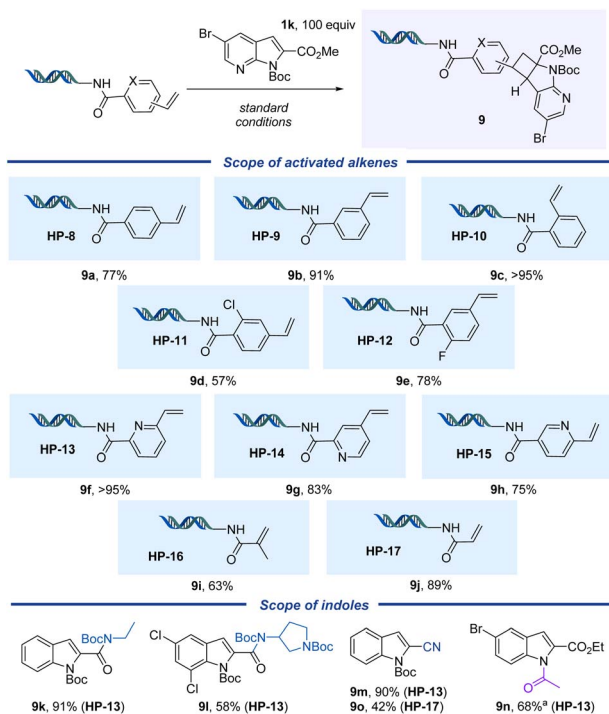 1k, 100 equiv
Br
CO₂Me
N
N
Boc
standard
conditions
NH
O
X
NH
O
X
CO₂Me
NBoc
H
N
Br
9
Scope of activated alkenes
HP-8
NH
O
9a, 77%
HP-9
NH
O
9b, 91%
HP-10
NH
O
9c, >95%
HP-11
NH
O
Cl
9d, 57%
HP-12
NH
O
F
9e, 78%
HP-13
NH
O
N
9f, >95%
HP-14
NH
O
N
9g, 83%
HP-15
NH
O
N
9h, 75%
HP-16
NH
O
9i, 63%
HP-17
NH
O
9j, 89%
Scope of indoles
BocN
O
N
Boc
9k, 91% (HP-13)
Cl
BocN
NBoc
O
N
Boc
Cl
9l, 58% (HP-13)
CN
N
Boc
9m, 90% (HP-13)
9o, 42% (HP-17)
Br
CO₂Et
N
O
9n, 68%ᵃ (HP-13)